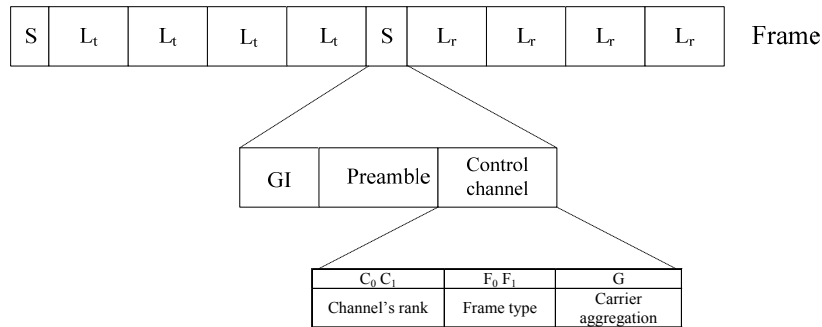 S Lₜ Lₜ Lₜ Lₜ S Lᵣ Lᵣ Lᵣ Lᵣ Frame
GI Preamble Control
channel
C₀ C₁ F₀ F₁ G
Channel's rank Frame type Carrier
aggregation